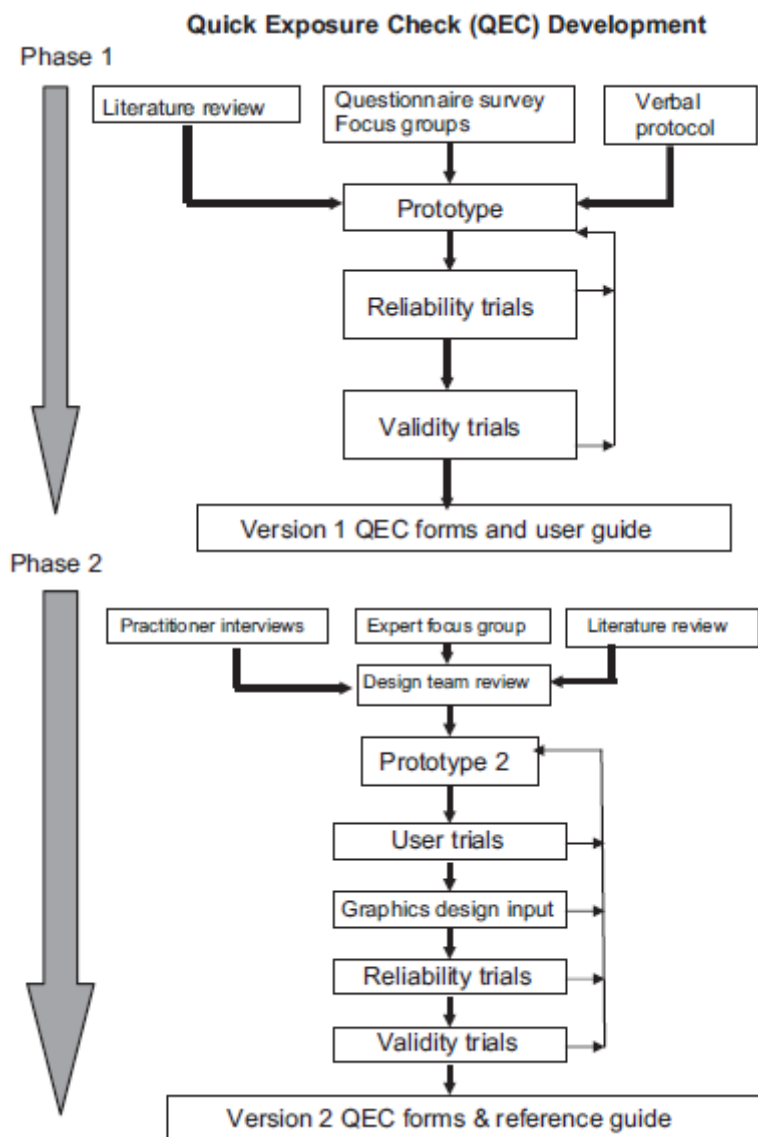 Quick Exposure Check (QEC) Development
Phase 1
Literature review
Questionnaire survey
Focus groups
Verbal
protocol
Prototype
Reliability trials
Validity trials
Version 1 QEC forms and user guide
Phase 2
Practitioner interviews
Expert focus group
Literature review
Design team review
Prototype 2
User trials
Graphics design input
Reliability trials
Validity trials
Version 2 QEC forms & reference guide